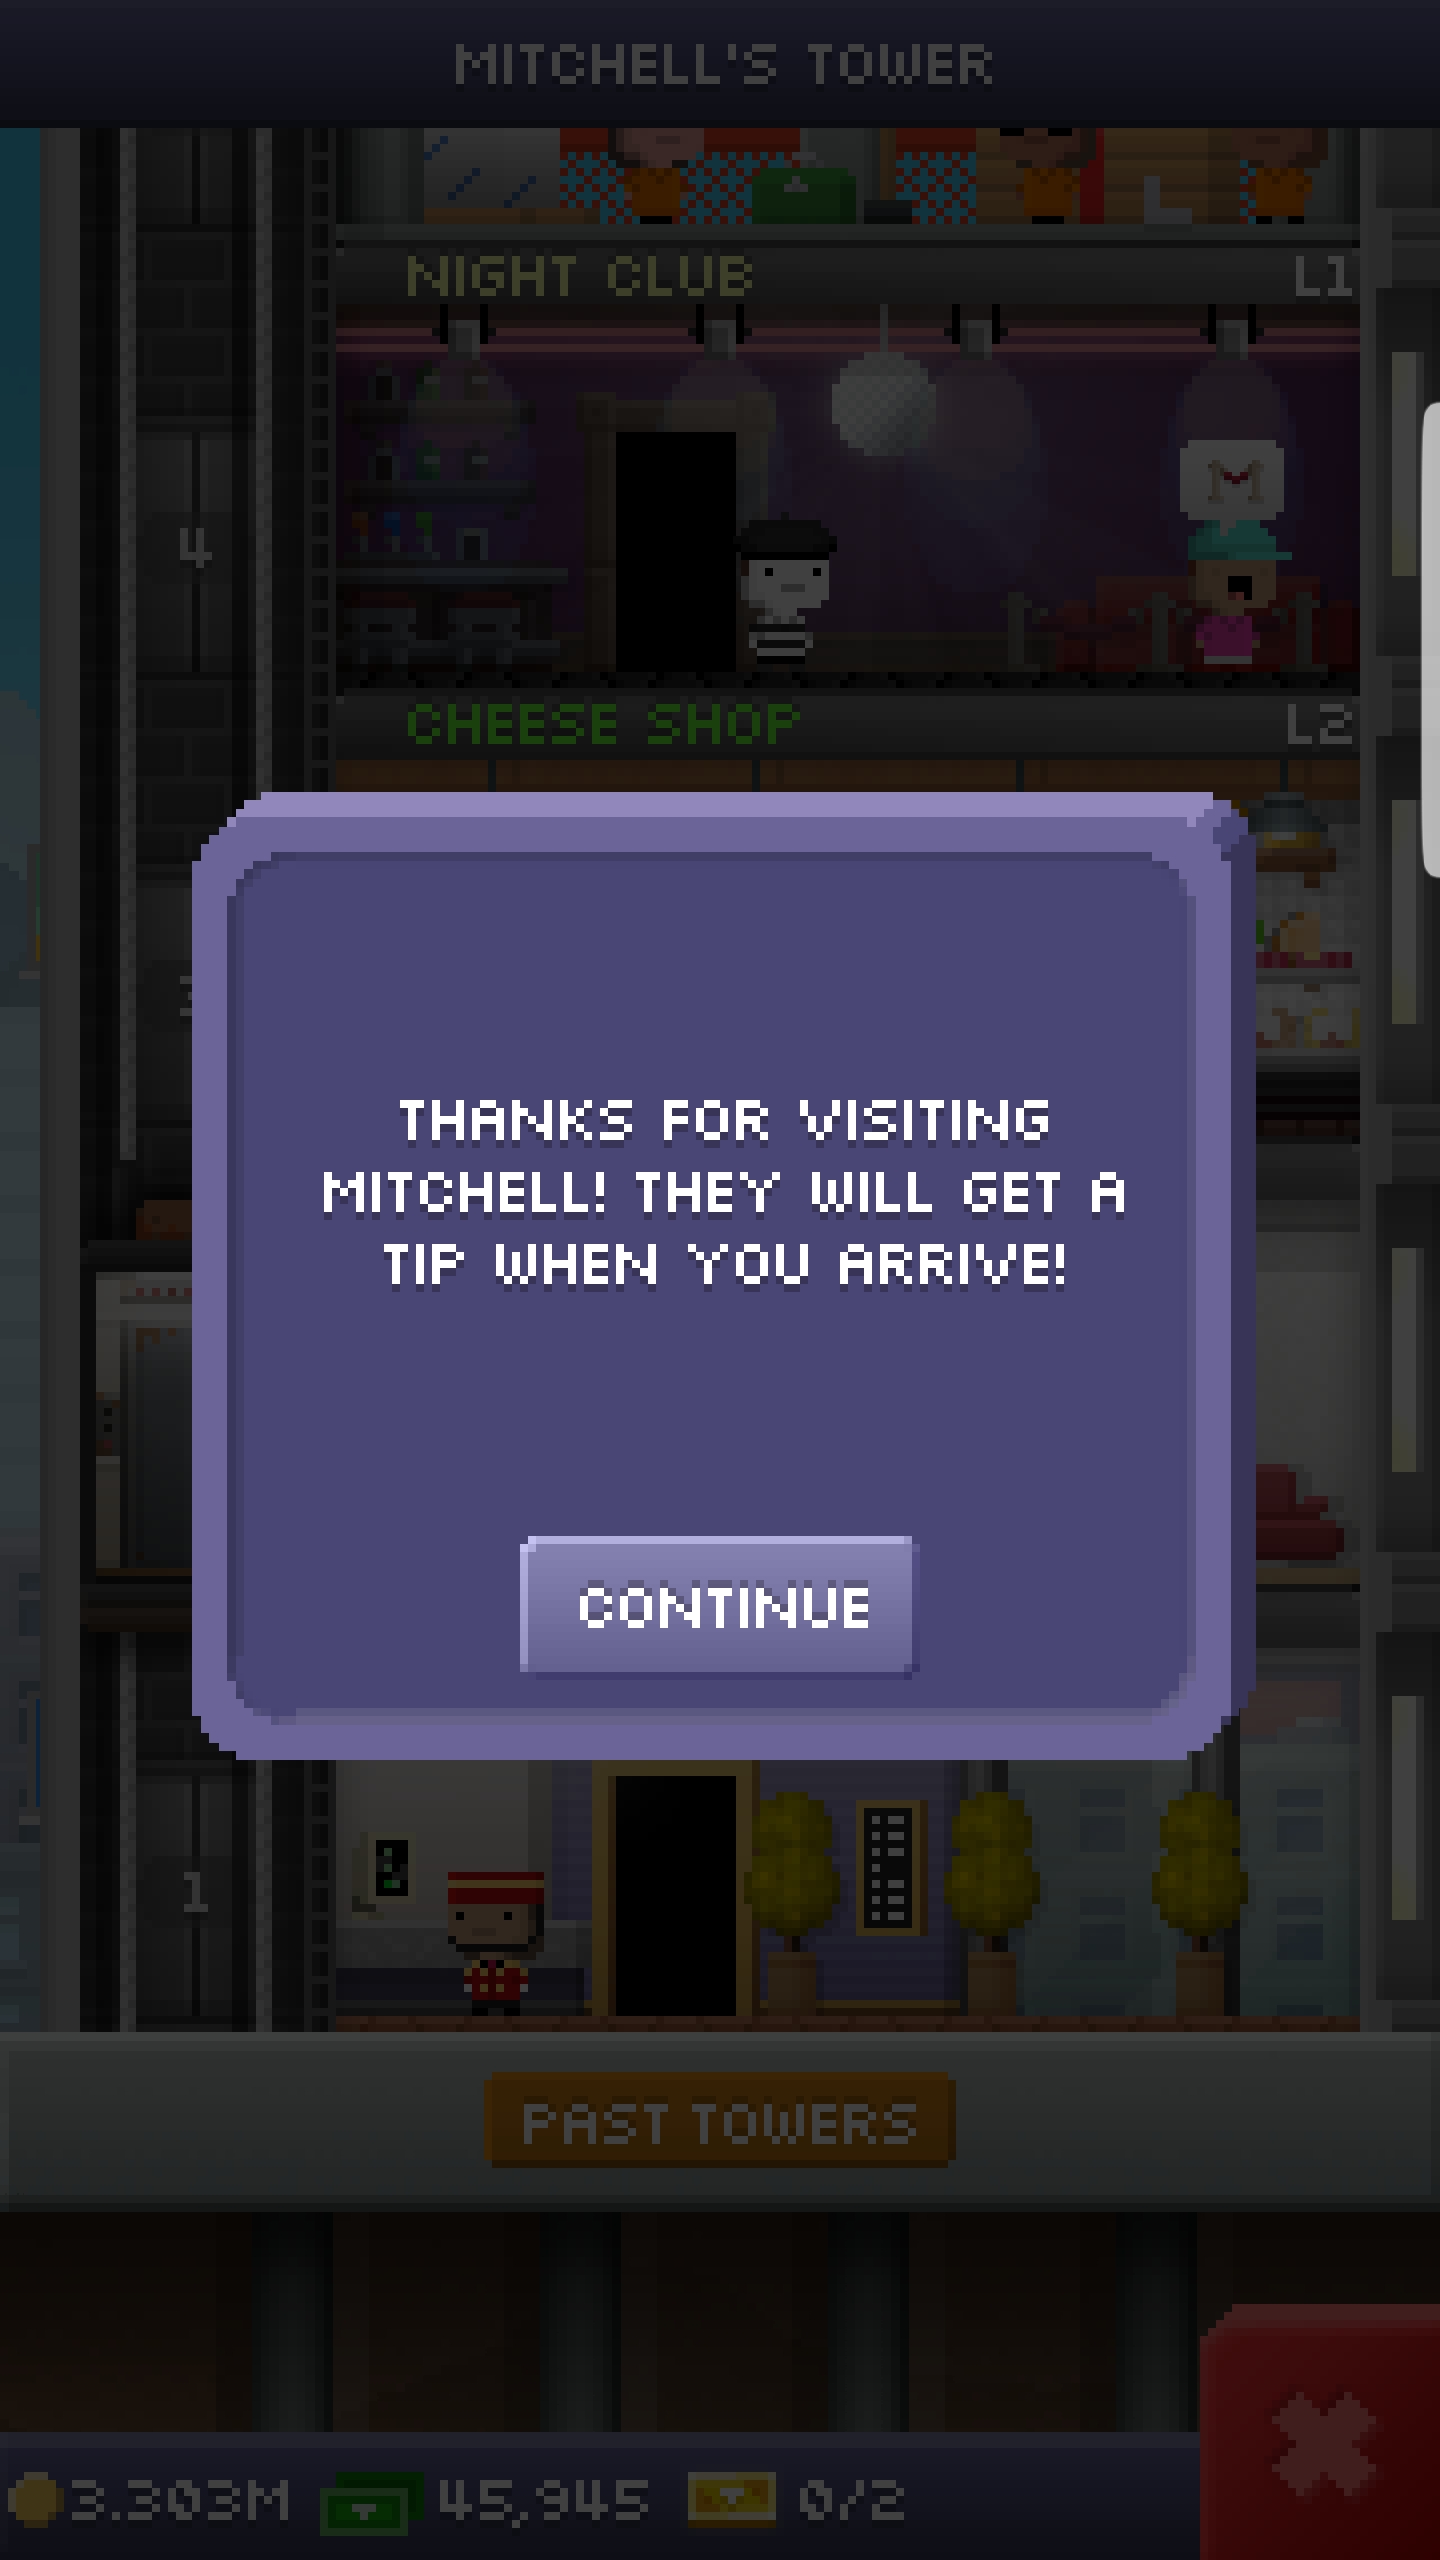 MITCHELL'S TOWER
NIGHT CLUB
L1
4
M
CHEESE SHOP
L2
THANKS FOR VISITING
MITCHELL! THEY WILL GET A
TIP WHEN YOU ARRIVE!
CONTINUE
1
PAST TOWERS
3.303M
45,945
0/2